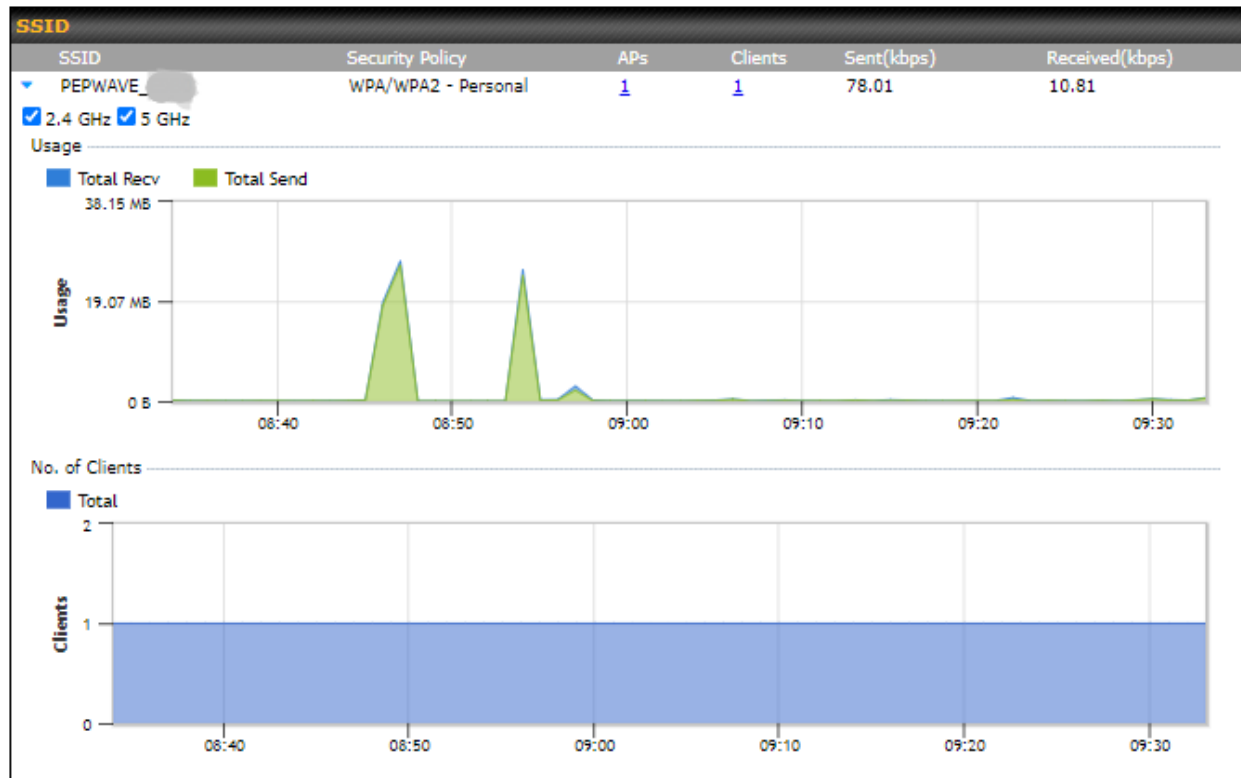 SSID
SSID Security Policy APs Clients Sent(kbps) Received(kbps)
PEPWAVE_ WPA/WPA2 - Personal 1 1 78.01 10.81
2.4 GHz 5 GHz
Usage
Total Recv Total Send
38.15 MB
Usage
19.07 MB
0 B
08:40 08:50 09:00 09:10 09:20 09:30
No. of Clients
Total
2
Clients
1
0
08:40 08:50 09:00 09:10 09:20 09:30